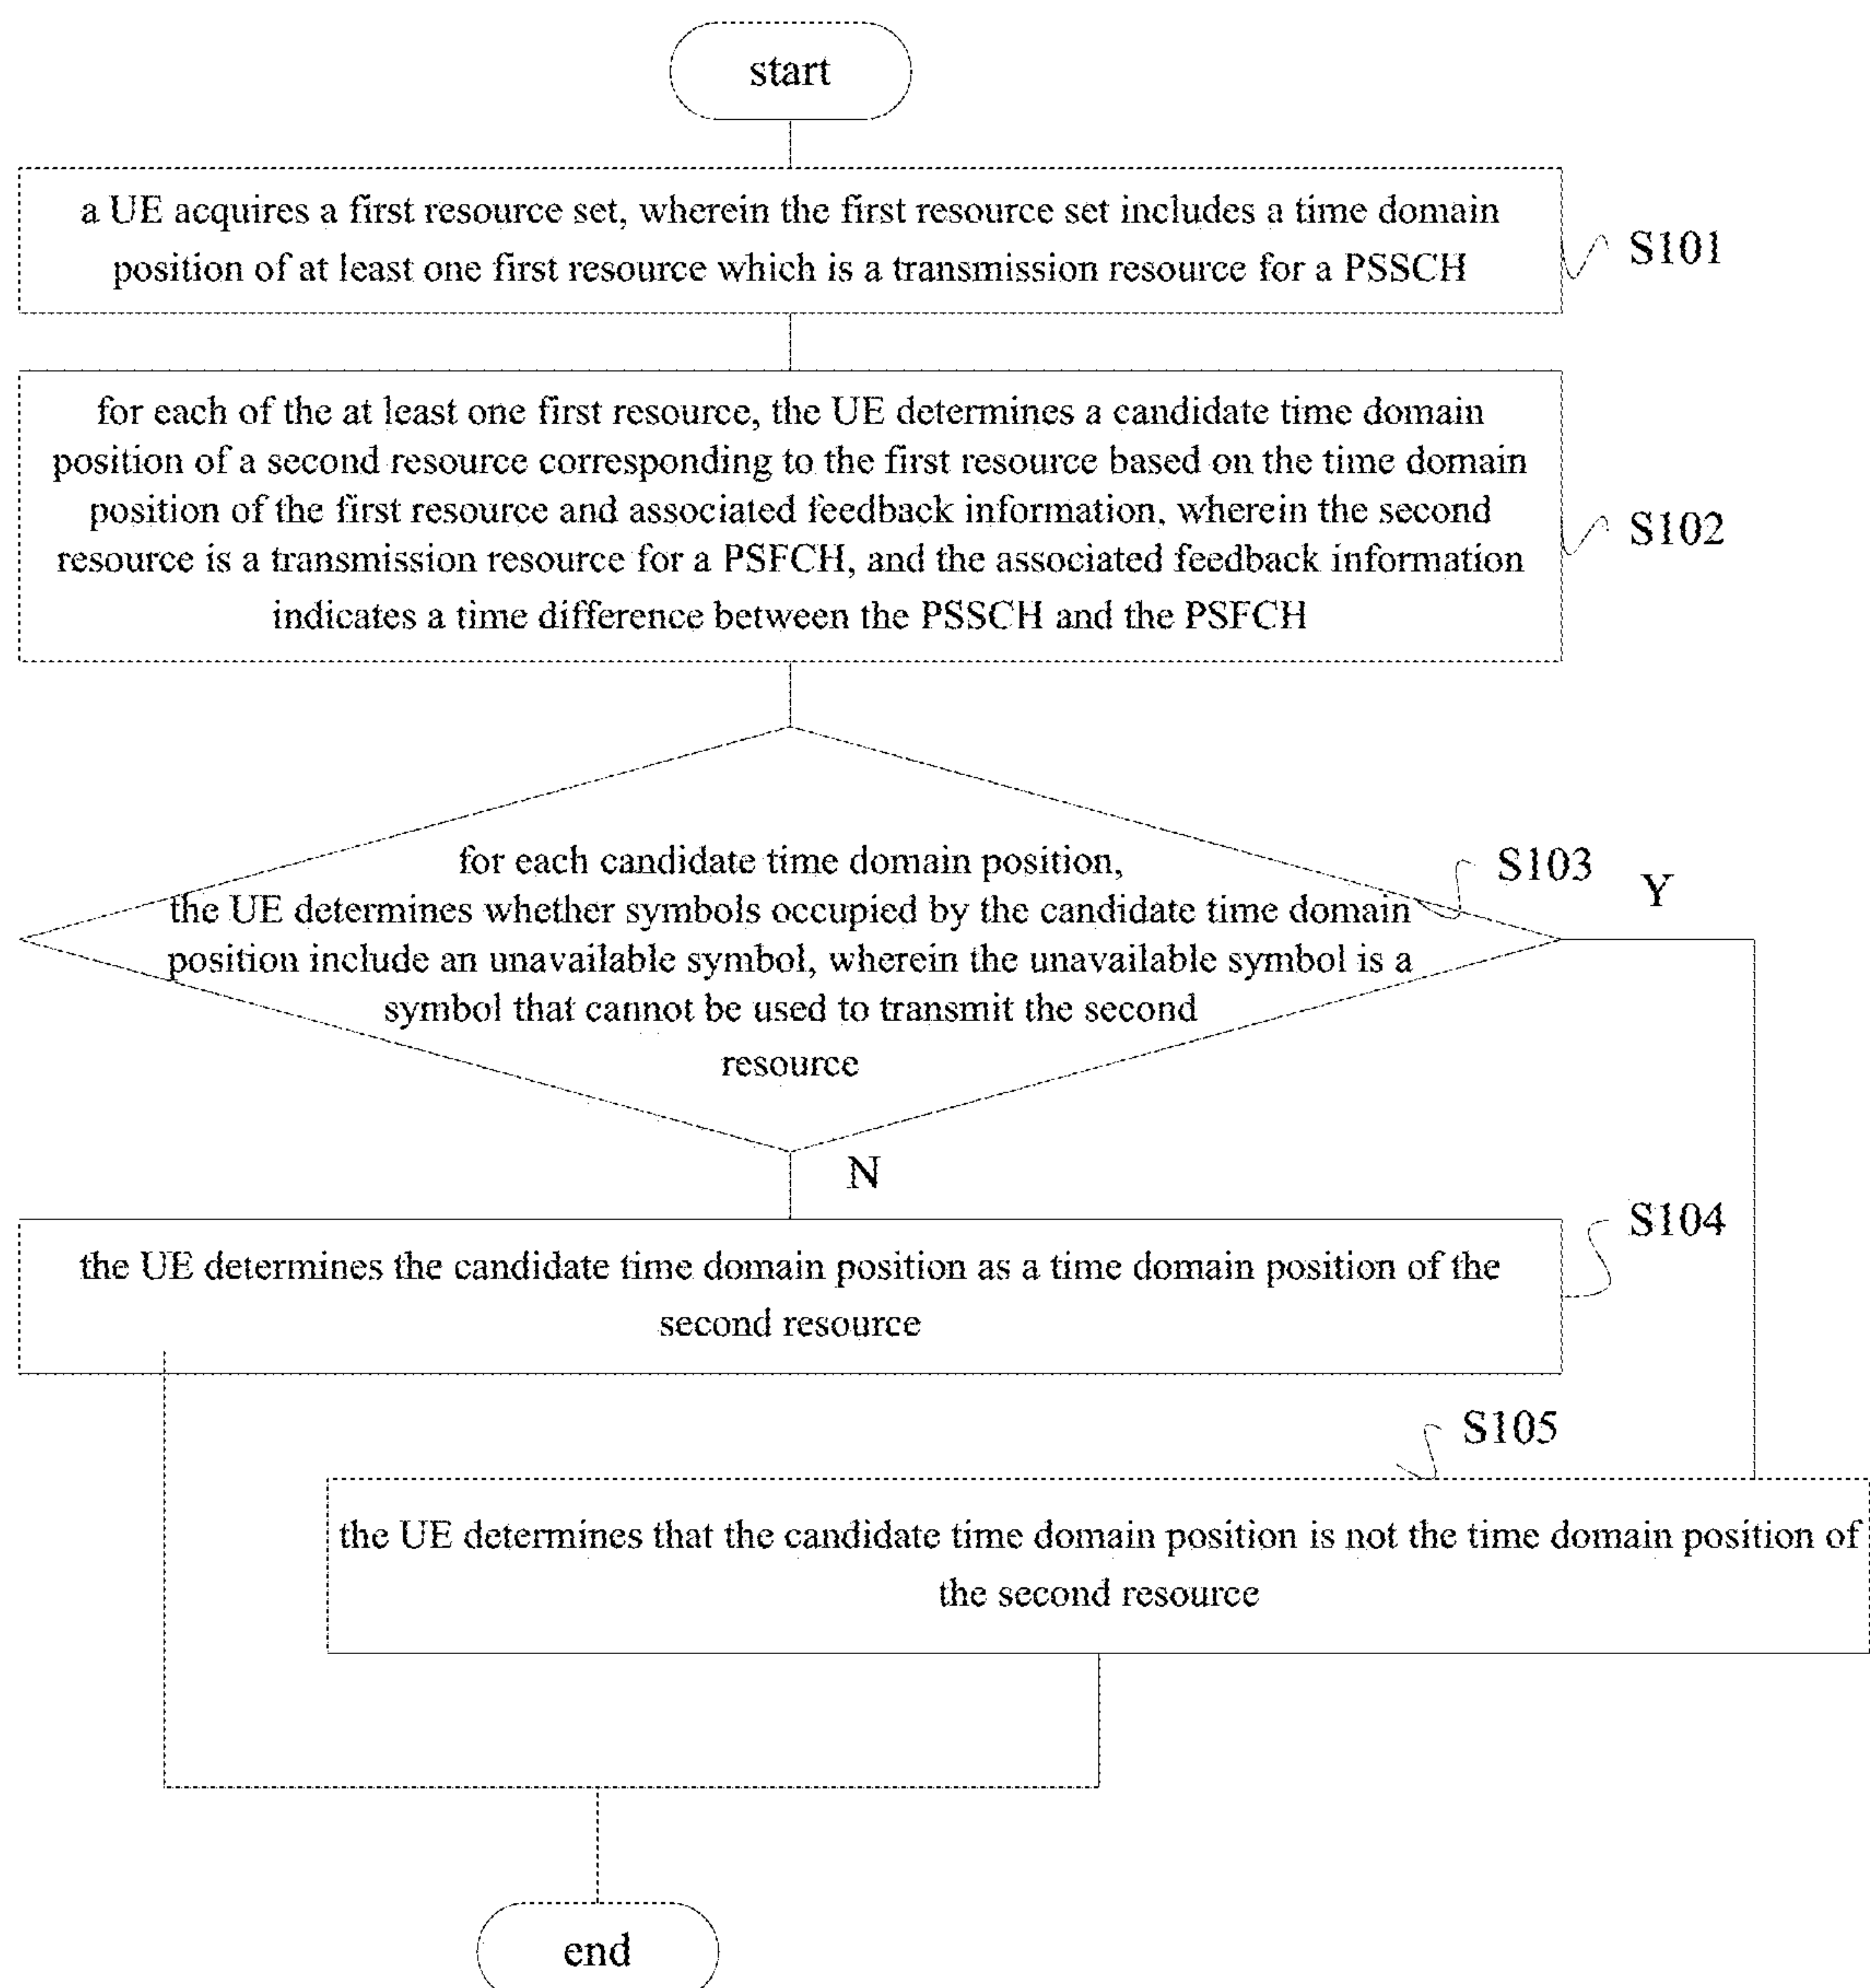 start
a UE acquires a first resource set, wherein the first resource set includes a time domain
position of at least one first resource which is a transmission resource for a PSSCH
S101
for each of the at least one first resource, the UE determines a candidate time domain
position of a second resource corresponding to the first resource based on the time domain
position of the first resource and associated feedback information, wherein the second
resource is a transmission resource for a PSFCH, and the associated feedback information
indicates a time difference between the PSSCH and the PSFCH
S102
for each candidate time domain position,
the UE determines whether symbols occupied by the candidate time domain
position include an unavailable symbol, wherein the unavailable symbol is a
symbol that cannot be used to transmit the second
resource
S103
Y
N
the UE determines the candidate time domain position as a time domain position of the
second resource
S104
S105
the UE determines that the candidate time domain position is not the time domain position of
the second resource
end